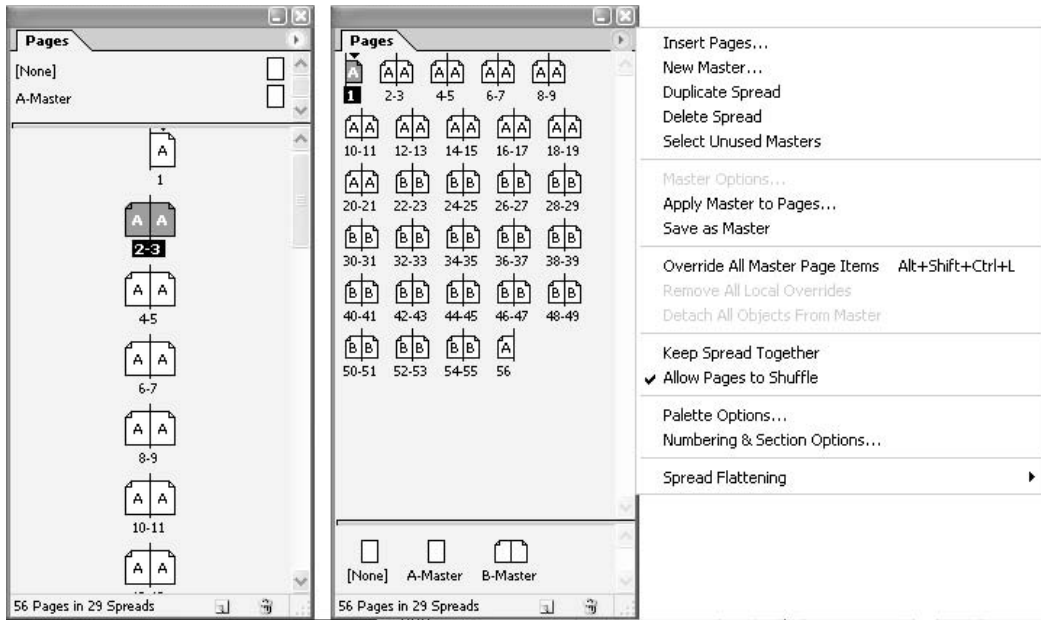 Pages
[None]
A-Master
A
1
A A
2-3
A A
4-5
A A
6-7
A A
8-9
A A
10-11
A A
56 Pages in 29 Spreads
Pages
A A A A A A A A A
1 2-3 4-5 6-7 8-9
A A A A A A A A A A
10-11 12-13 14-15 16-17 18-19
A A B B B B B B B B
20-21 22-23 24-25 26-27 28-29
B B B B B B B B B B
30-31 32-33 34-35 36-37 38-39
B B B B B B B B B B
40-41 42-43 44-45 46-47 48-49
B B B B B B A
50-51 52-53 54-55 56
[None] A-Master B-Master
56 Pages in 29 Spreads
Insert Pages...
New Master...
Duplicate Spread
Delete Spread
Select Unused Masters
Master Options...
Apply Master to Pages...
Save as Master
Override All Master Page Items Alt+Shift+Ctrl+L
Remove All Local Overrides
Detach All Objects From Master
Keep Spread Together
Allow Pages to Shuffle
Palette Options...
Numbering & Section Options...
Spread Flattening